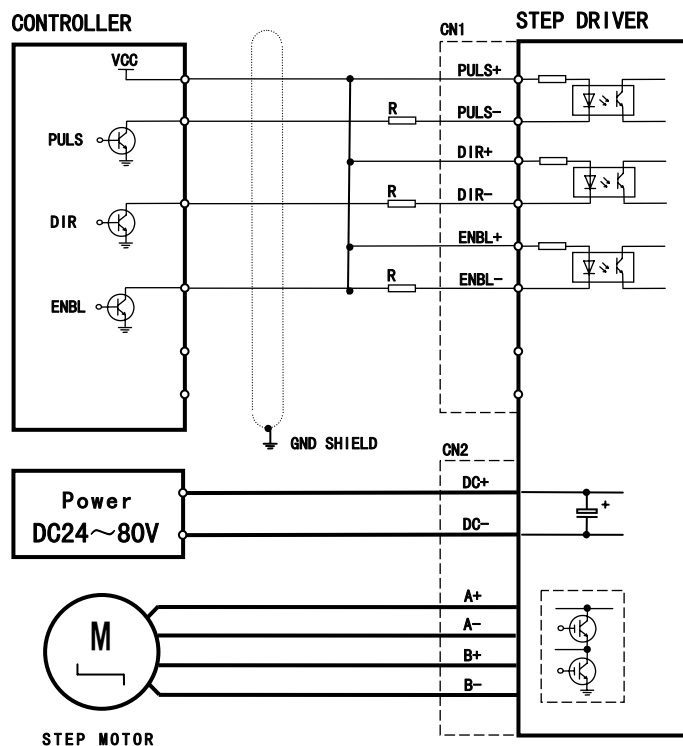 CONTROLLER
STEP DRIVER
CN1
VCC
PULS+
R
PULS-
PULS
DIR+
R
DIR-
DIR
ENBL+
R
ENBL-
ENBL
GND SHIELD
CN2
DC+
Power
DC24～80V
DC-
+
A+
A-
M
B+
B-
STEP MOTOR